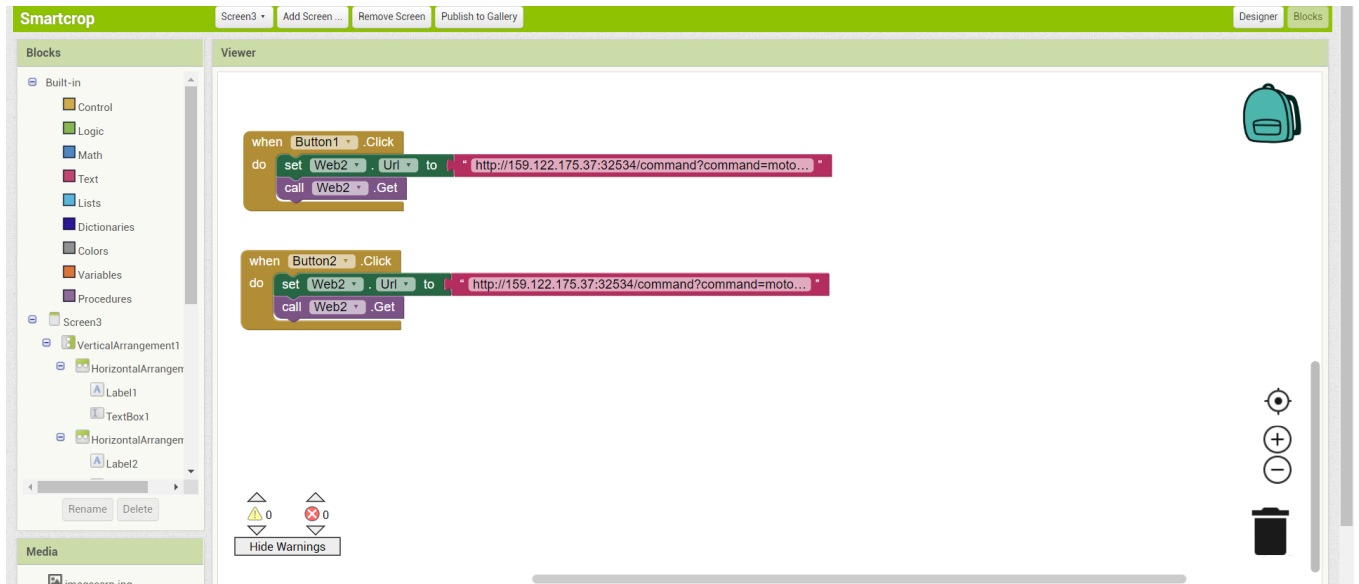 Smartcrop
Screen3 Add Screen ... Remove Screen Publish to Gallery Designer Blocks
Blocks
Built-in
Control
Logic
Math
Text
Lists
Dictionaries
Colors
Variables
Procedures
Screen3
VerticalArrangement1
HorizontalArrangem
Label1
TextBox1
HorizontalArrangem
Label2
Rename Delete
Media
Viewer
when Button1 .Click
do set Web2 . Url to " http://159.122.175.37:32534/command?command=moto... "
call Web2 .Get
when Button2 .Click
do set Web2 . Url to " http://159.122.175.37:32534/command?command=moto... "
call Web2 .Get
0 0
Hide Warnings